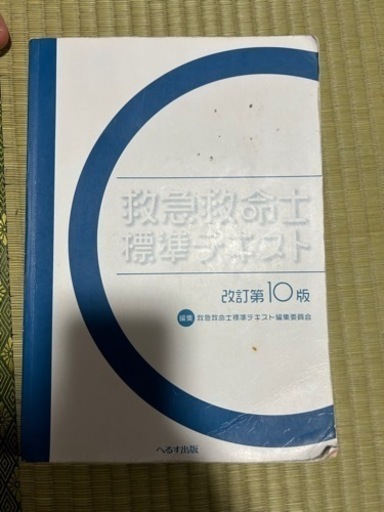 救急救命士
標準テキスト
改訂第10版
編集 救急救命士標準テキスト編集委員会
へるす出版